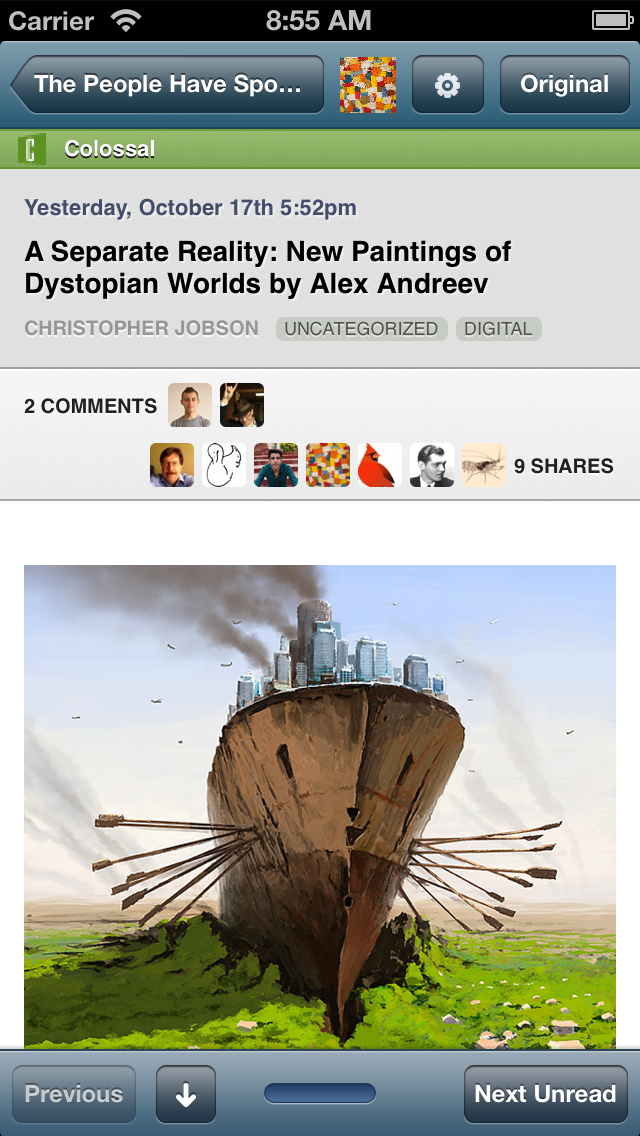 Carrier 8:55 AM
The People Have Spo... Original
Colossal
Yesterday, October 17th 5:52pm
A Separate Reality: New Paintings of
Dystopian Worlds by Alex Andreev
CHRISTOPHER JOBSON UNCATEGORIZED DIGITAL
2 COMMENTS
9 SHARES
Previous Next Unread